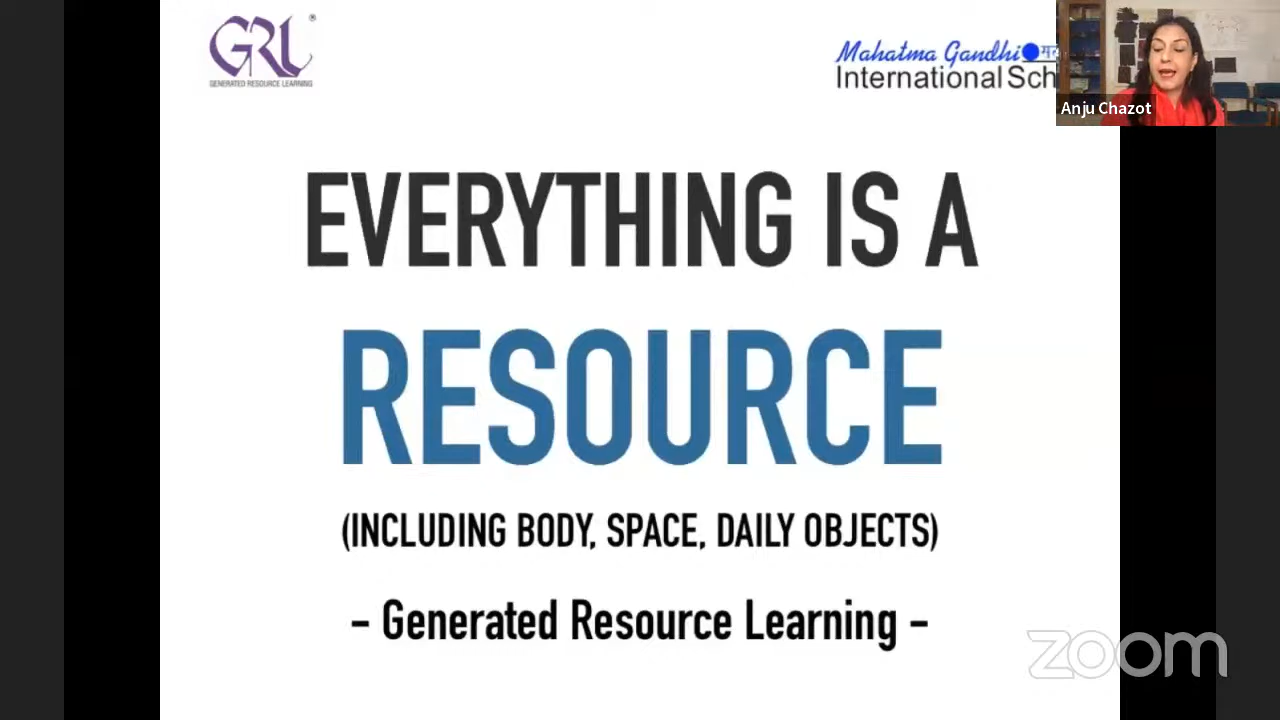 GRL®
GENERATED RESOURCE LEARNING
Mahatma Gandhi
International Sch
Anju Chazot
EVERYTHING IS A
RESOURCE
(INCLUDING BODY, SPACE, DAILY OBJECTS)
– Generated Resource Learning –
zoom